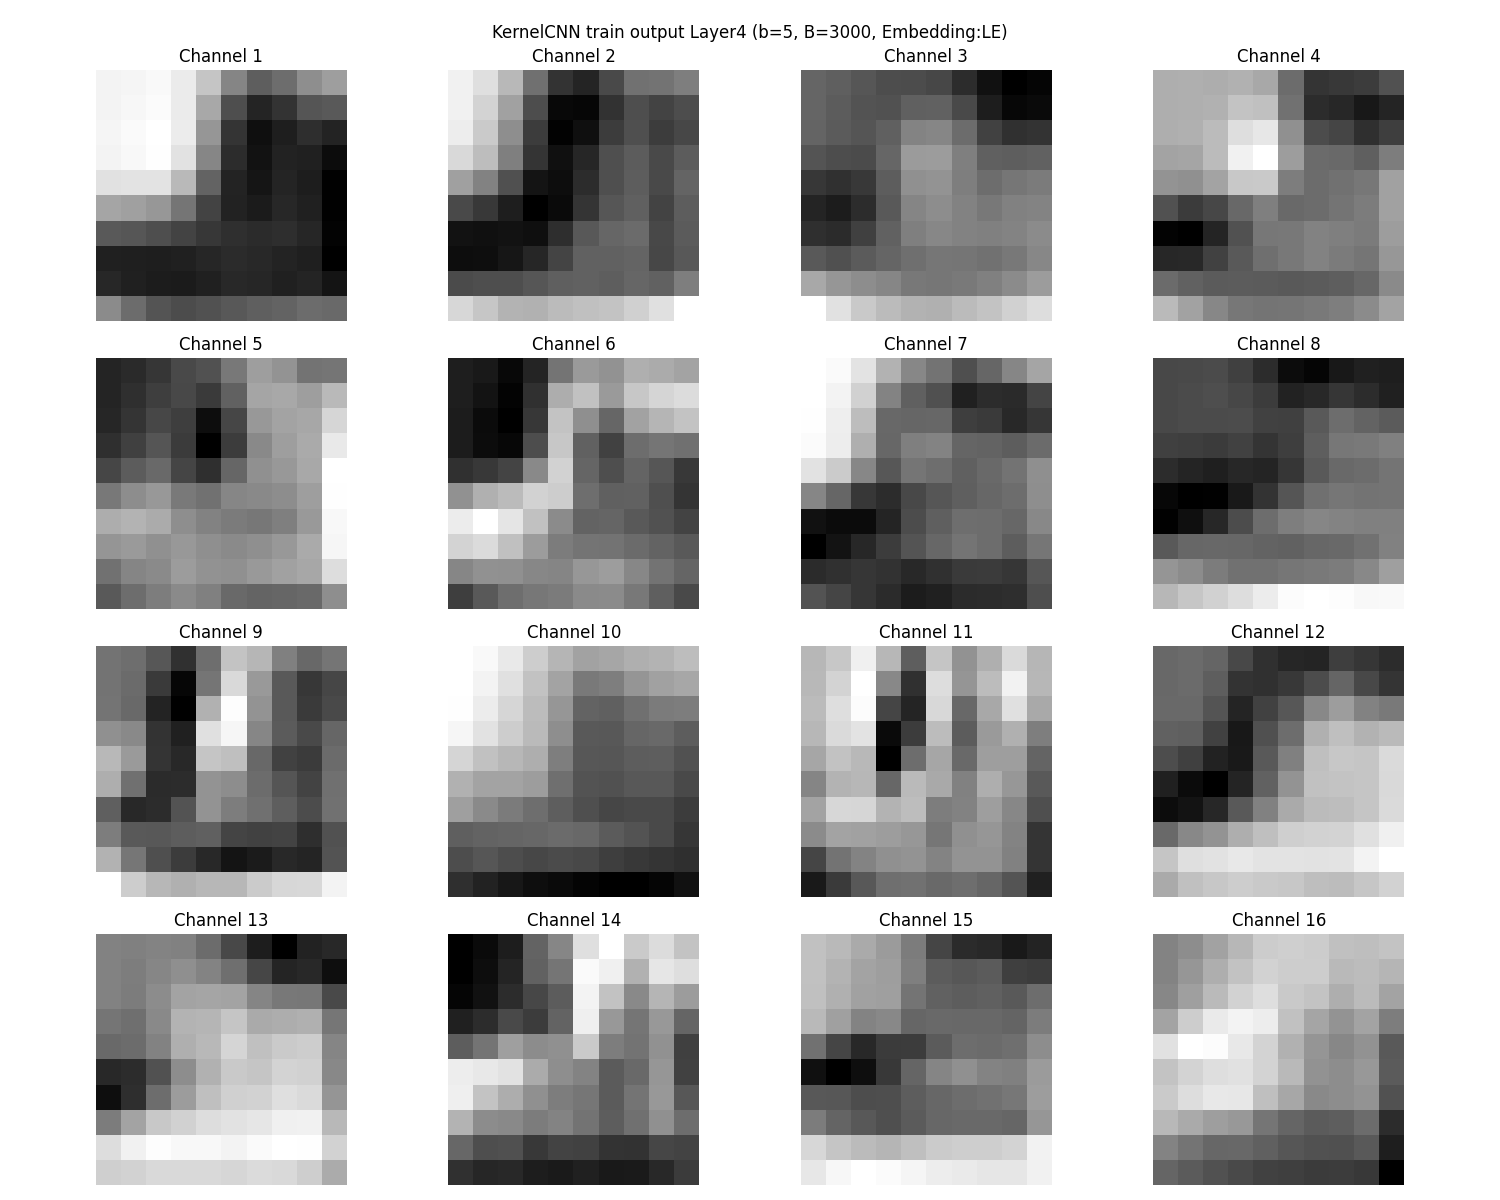 KernelCNN train output Layer4 (b=5, B=3000, Embedding:LE)
Channel 1
Channel 2
Channel 3
Channel 4
Channel 5
Channel 6
Channel 7
Channel 8
Channel 9
Channel 10
Channel 11
Channel 12
Channel 13
Channel 14
Channel 15
Channel 16